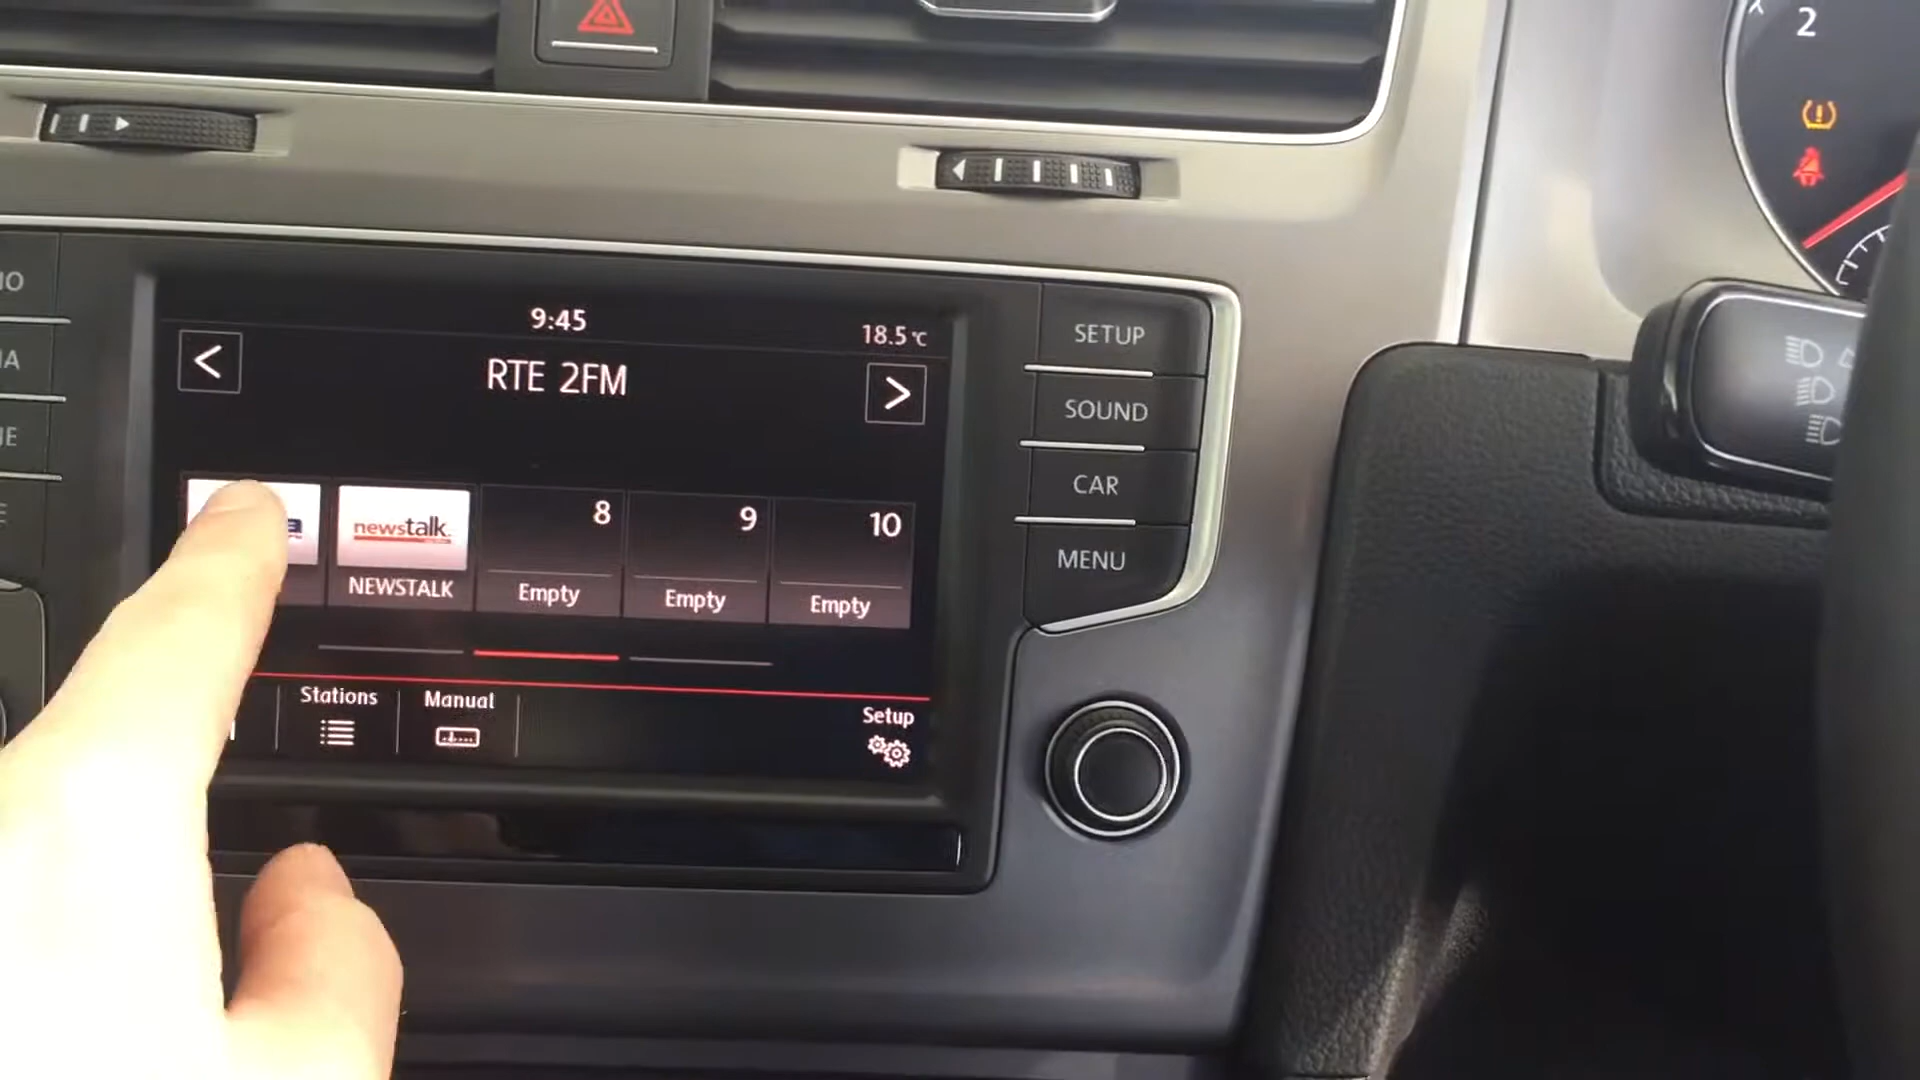 2
9:45
18.5°C
RTE 2FM
SETUP
SOUND
CAR
MENU
newstalk.
NEWSTALK
8
Empty
9
Empty
10
Empty
Stations
Manual
Setup